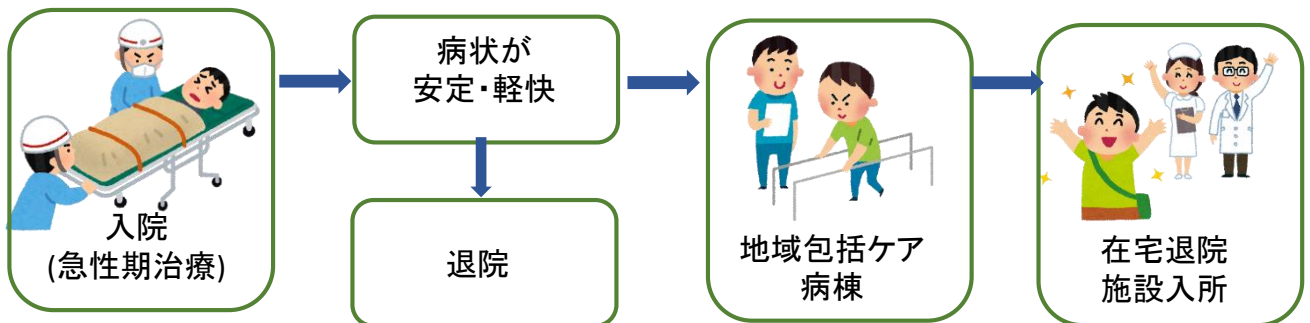 入院
(急性期治療)
病状が
安定・軽快
退院
地域包括ケア
病棟
在宅退院
施設入所